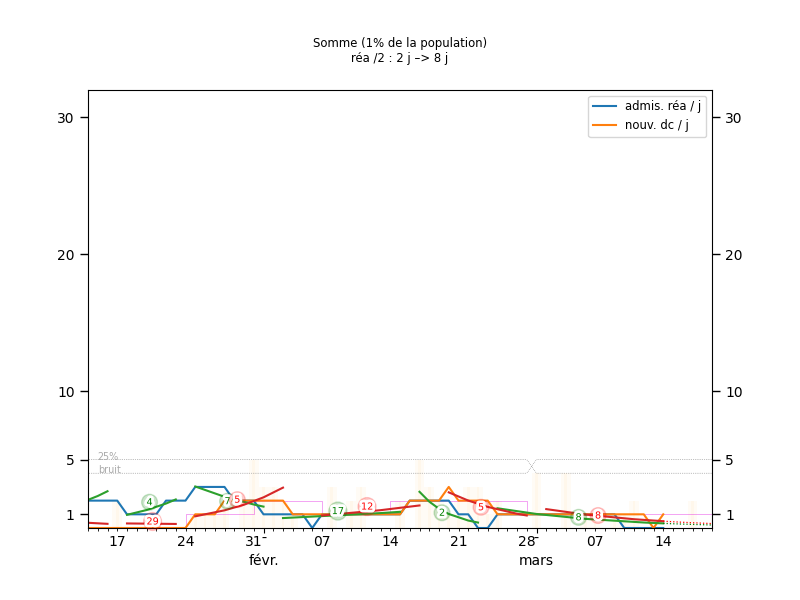 Somme (1% de la population)
réa /2 : 2 j –> 8 j
admis. réa / j
nouv. dc / j
30 30
20 20
10 10
5 5
1 1
25%
bruit
4 29 7 5 17 12 2 5 8 8
17 24 31 07 14 21 28 07 14
févr. mars